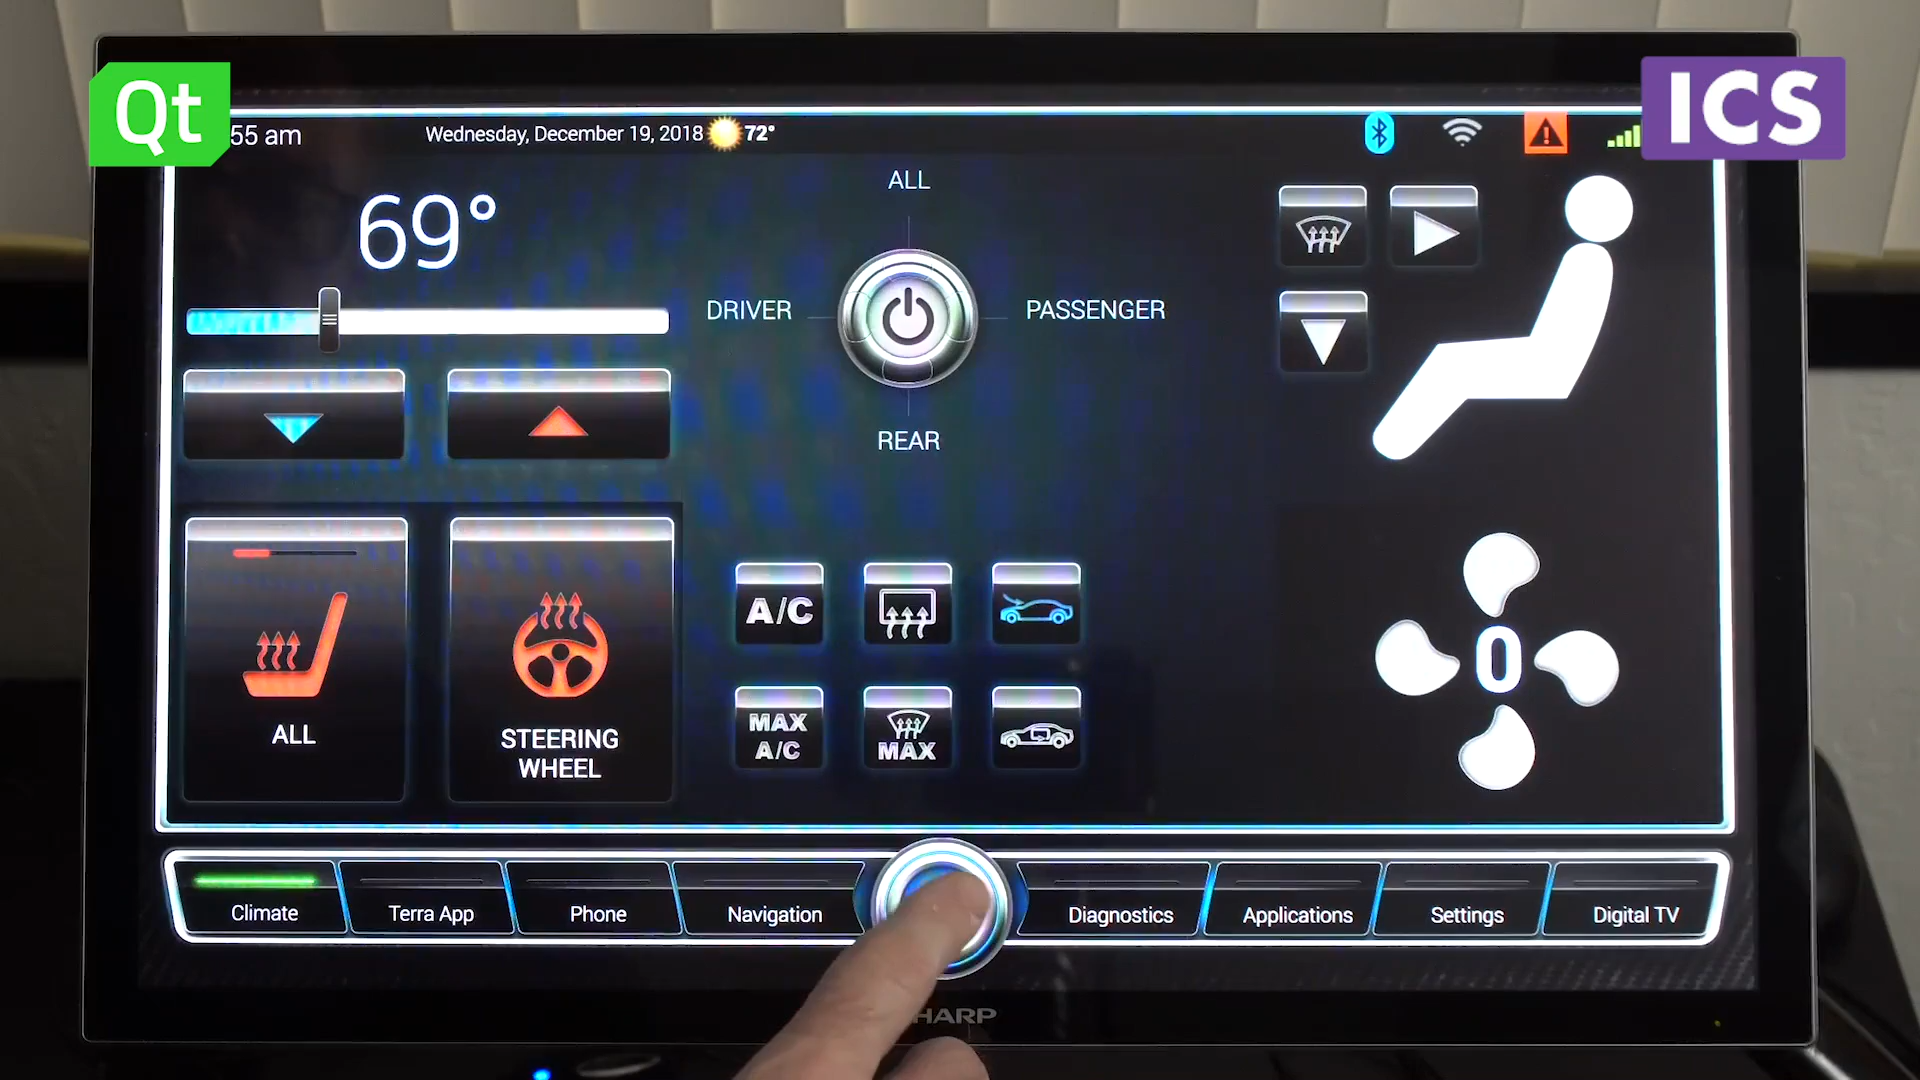 Qt
ICS
55 am
Wednesday, December 19, 2018
72°
69°
ALL
DRIVER
PASSENGER
REAR
A/C
ALL
STEERING
WHEEL
MAX
A/C
MAX
0
Climate
Terra App
Phone
Navigation
Diagnostics
Applications
Settings
Digital TV
HARP